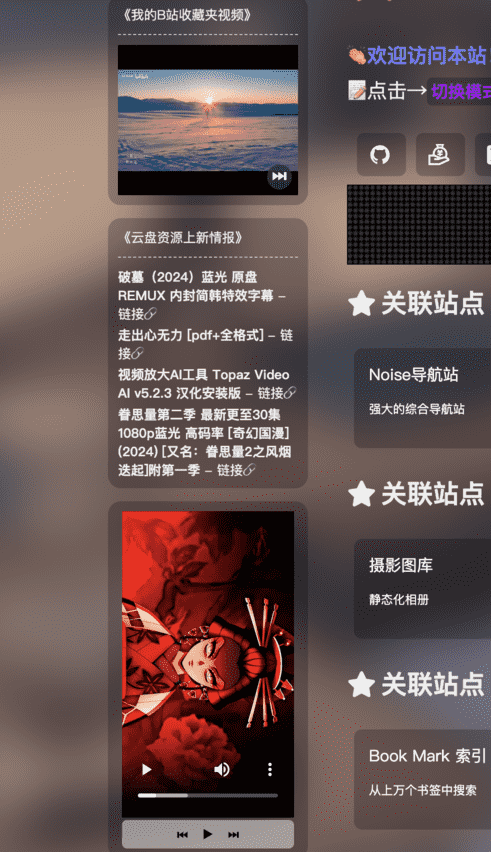 《我的B站收藏夹视频》
《云盘资源上新情报》
破墓（2024）蓝光 原盘
REMUX 内封简韩特效字幕 –
链接🔗
走出心无力 [pdf+全格式] – 链
接🔗
视频放大AI工具 Topaz Video
AI v5.2.3 汉化安装版 – 链接🔗
眷思量第二季 最新更至30集
1080p蓝光 高码率 [奇幻国漫]
(2024) [又名：眷思量2之风烟
迭起]附第一季 – 链接🔗
👏欢迎访问本站
📝点击→ 切换模式
关联站点
Noise导航站
强大的综合导航站
关联站点
摄影图库
静态化相册
关联站点
Book Mark 索引
从上万个书签中搜索